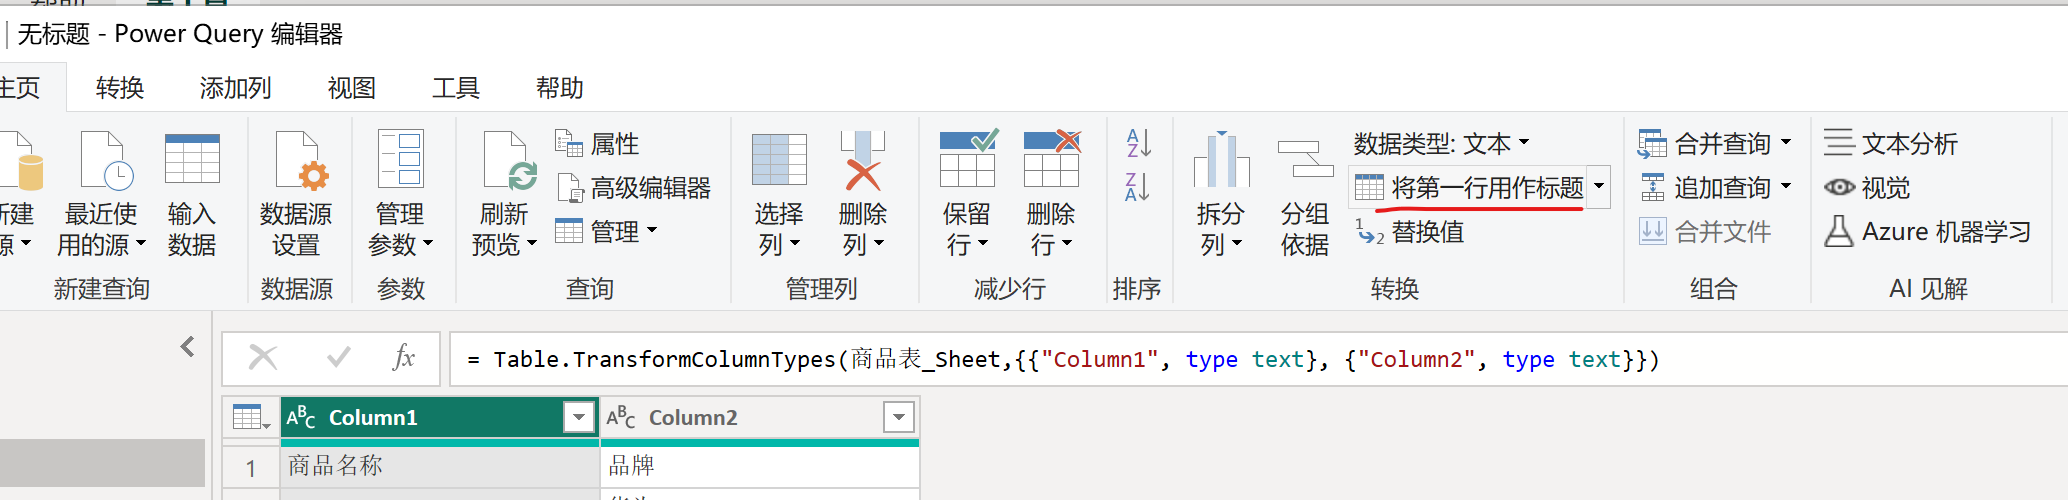 无标题 - Power Query 编辑器
主页 转换 添加列 视图 工具 帮助
新建源 最近使用的源 输入数据
新建查询
数据源设置
数据源
管理参数
参数
刷新预览
属性
高级编辑器
管理
查询
选择列 删除列
管理列
保留行 删除行
减少行
A Z
Z A
排序
拆分列 分组依据
数据类型: 文本
将第一行用作标题
1 2 替换值
转换
合并查询
追加查询
合并文件
组合
文本分析
视觉
Azure 机器学习
AI 见解
fx = Table.TransformColumnTypes(商品表_Sheet,{{"Column1", type text}, {"Column2", type text}})
ABC Column1 ABC Column2
1 商品名称 品牌